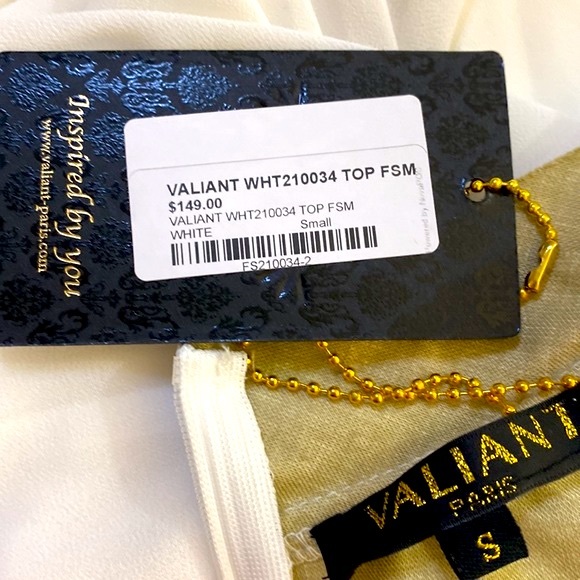 Inspired by you
www.valiant-paris.com
VALIANT WHT210034 TOP FSM
$149.00
VALIANT WHT210034 TOP FSM
WHITE Small
FS210034-2
VALIANT
PARIS
S